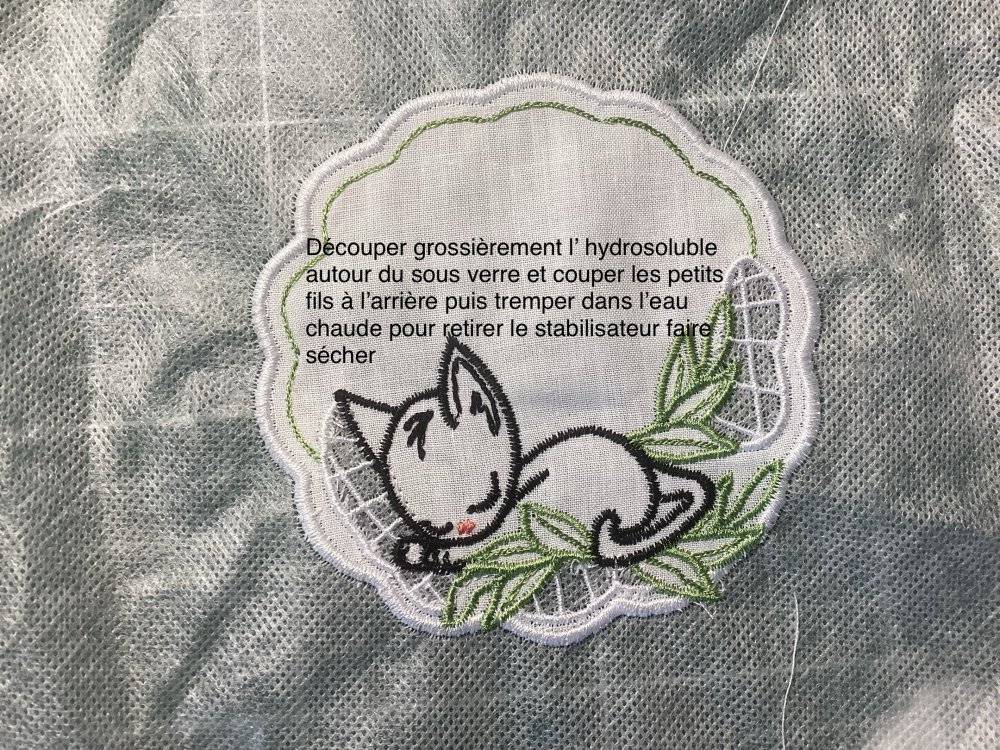 Découper grossièrement l’ hydrosoluble
autour du sous verre et couper les petits
fils à l’arrière puis tremper dans l’eau
chaude pour retirer le stabilisateur faire
sécher